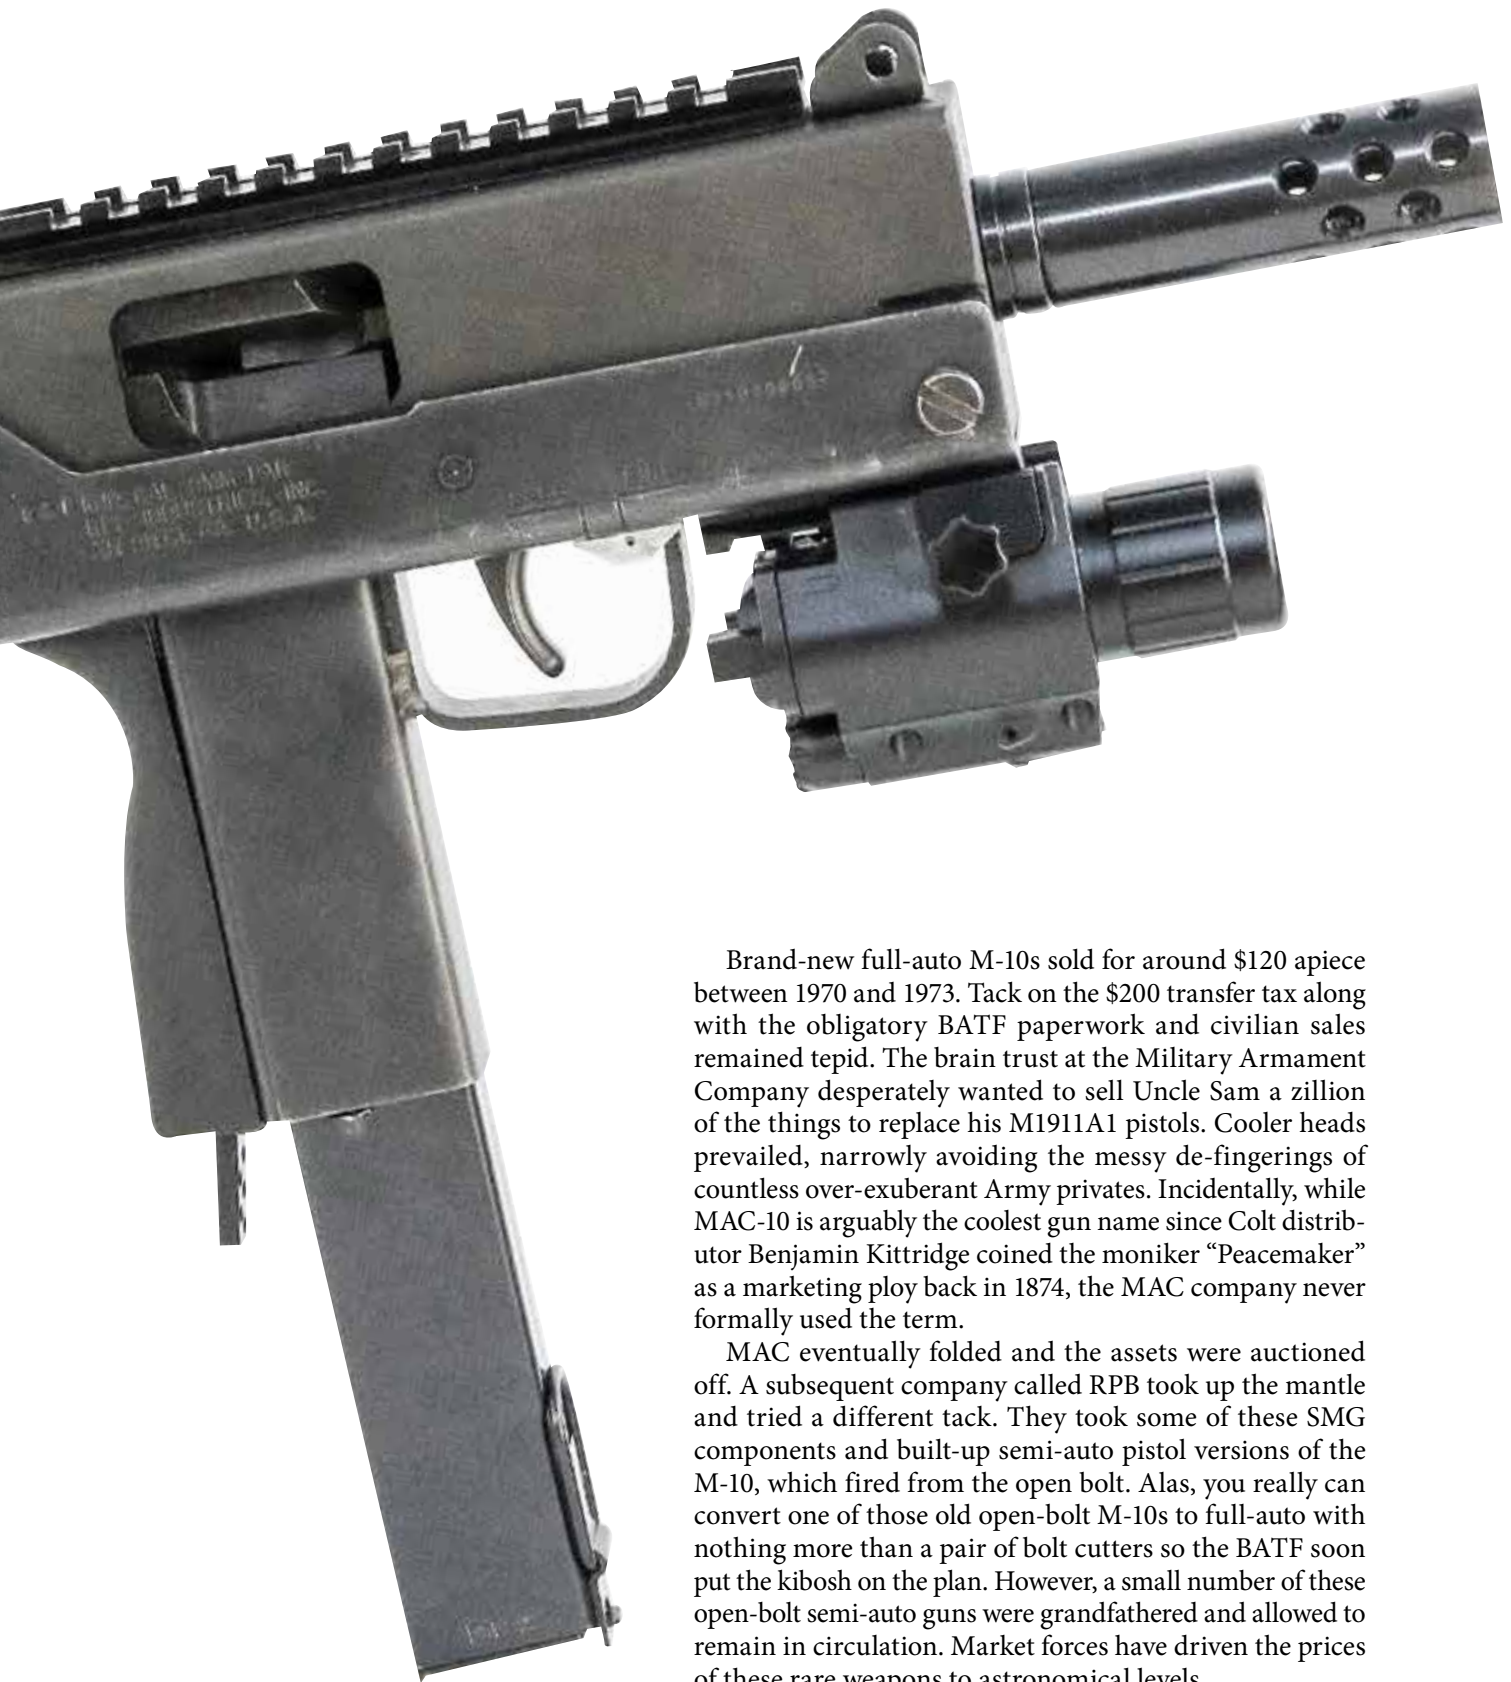 U.S.A.
Brand-new full-auto M-10s sold for around $120 apiece
between 1970 and 1973. Tack on the $200 transfer tax along
with the obligatory BATF paperwork and civilian sales
remained tepid. The brain trust at the Military Armament
Company desperately wanted to sell Uncle Sam a zillion
of the things to replace his M1911A1 pistols. Cooler heads
prevailed, narrowly avoiding the messy de-fingerings of
countless over-exuberant Army privates. Incidentally, while
MAC-10 is arguably the coolest gun name since Colt distrib-
utor Benjamin Kittridge coined the moniker “Peacemaker”
as a marketing ploy back in 1874, the MAC company never
formally used the term.
MAC eventually folded and the assets were auctioned
off. A subsequent company called RPB took up the mantle
and tried a different tack. They took some of these SMG
components and built-up semi-auto pistol versions of the
M-10, which fired from the open bolt. Alas, you really can
convert one of those old open-bolt M-10s to full-auto with
nothing more than a pair of bolt cutters so the BATF soon
put the kibosh on the plan. However, a small number of these
open-bolt semi-auto guns were grandfathered and allowed to
remain in circulation. Market forces have driven the prices
of these rare weapons to astronomical levels.